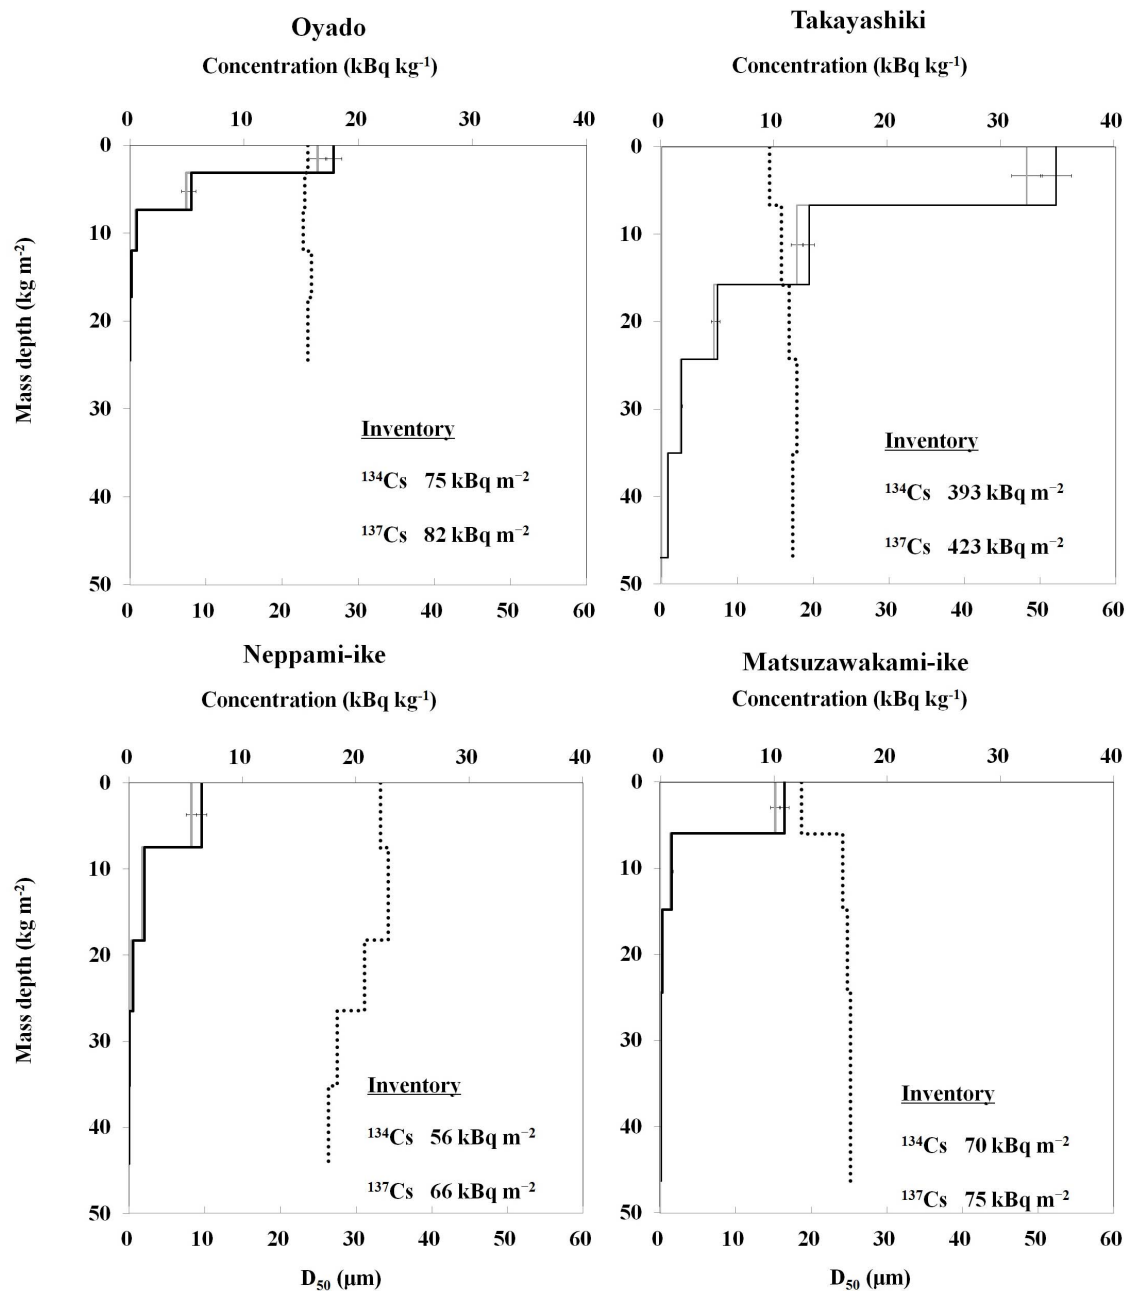 Oyado
Concentration (kBq kg-1)
0 10 20 30 40
0
10
20
30
40
50
Mass depth (kg m-2)
Inventory
134Cs 75 kBq m−2
137Cs 82 kBq m−2
0 10 20 30 40 50 60
Takayashiki
Concentration (kBq kg-1)
0 10 20 30 40
0
10
20
30
40
50
Inventory
134Cs 393 kBq m−2
137Cs 423 kBq m−2
0 10 20 30 40 50 60
Neppami-ike
Concentration (kBq kg-1)
0 10 20 30 40
0
10
20
30
40
50
Mass depth (kg m-2)
Inventory
134Cs 56 kBq m−2
137Cs 66 kBq m−2
0 10 20 30 40 50 60
D50 (μm)
Matsuzawakami-ike
Concentration (kBq kg-1)
0 10 20 30 40
0
10
20
30
40
50
Inventory
134Cs 70 kBq m−2
137Cs 75 kBq m−2
0 10 20 30 40 50 60
D50 (μm)